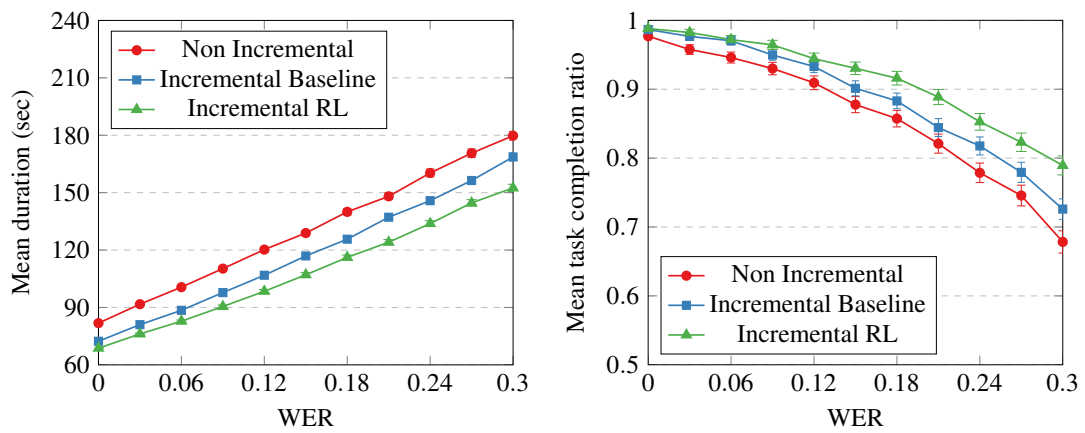 240
210
180
150
120
90
60
Mean duration (sec)
Non Incremental
Incremental Baseline
Incremental RL
0 0.06 0.12 0.18 0.24 0.3
WER
1
0.9
0.8
0.7
0.6
0.5
Mean task completion ratio
Non Incremental
Incremental Baseline
Incremental RL
0 0.06 0.12 0.18 0.24 0.3
WER